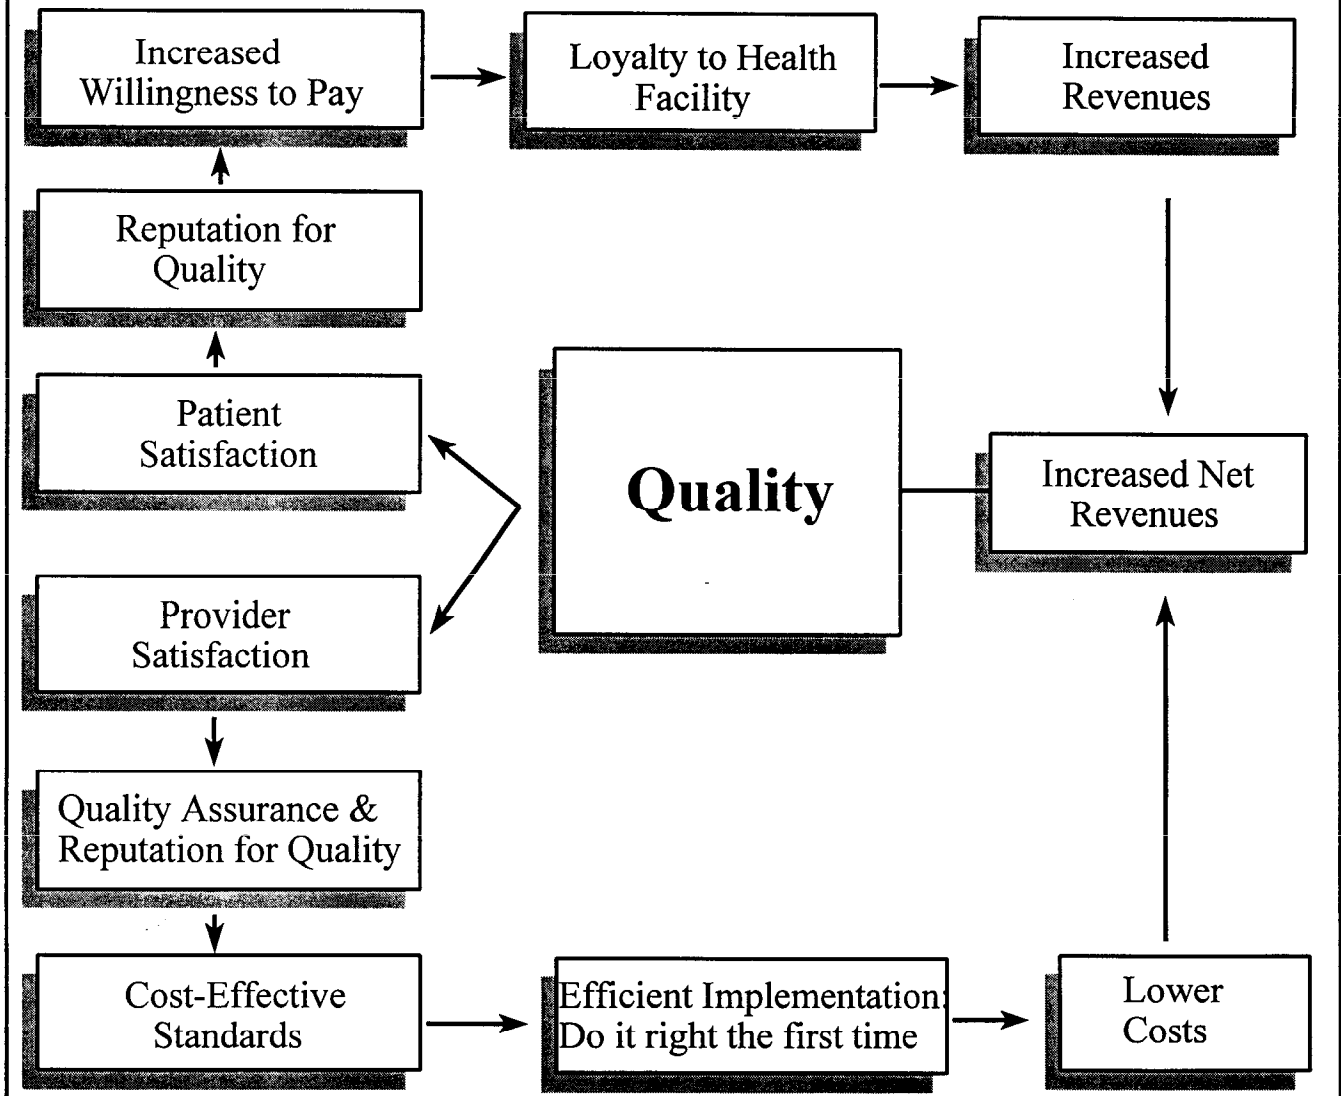 Increased
Willingness to Pay
Loyalty to Health
Facility
Increased
Revenues
Reputation for
Quality
Patient
Satisfaction
Quality
Increased Net
Revenues
Provider
Satisfaction
Quality Assurance &
Reputation for Quality
Cost-Effective
Standards
Efficient Implementation:
Do it right the first time
Lower
Costs